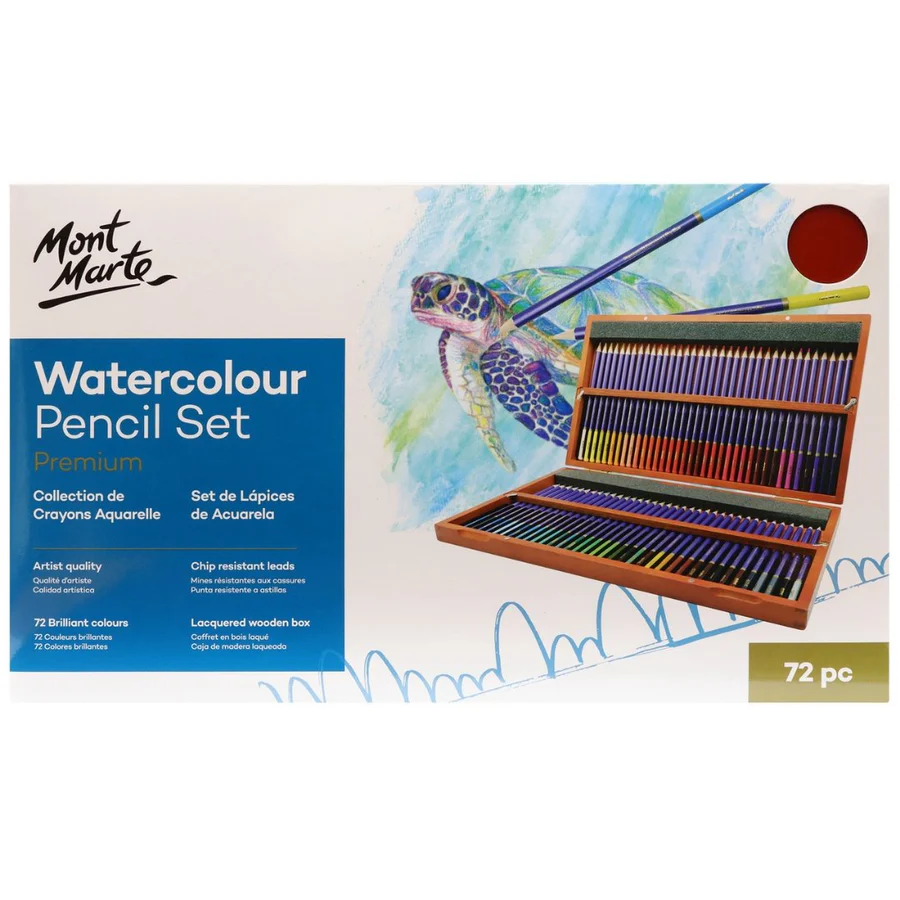 Mont
Marte
Watercolour
Pencil Set
Premium
Collection de
Crayons Aquarelle
Set de Lápices
de Acuarela
Artist quality
Qualité d'artiste
Calidad artística
Chip resistant leads
Mines résistantes aux cassures
Punta resistente a astillas
72 Brilliant colours
72 Couleurs brillantes
72 Colores brillantes
Lacquered wooden box
Coffret en bois laqué
Caja de madera laqueado
72 pc